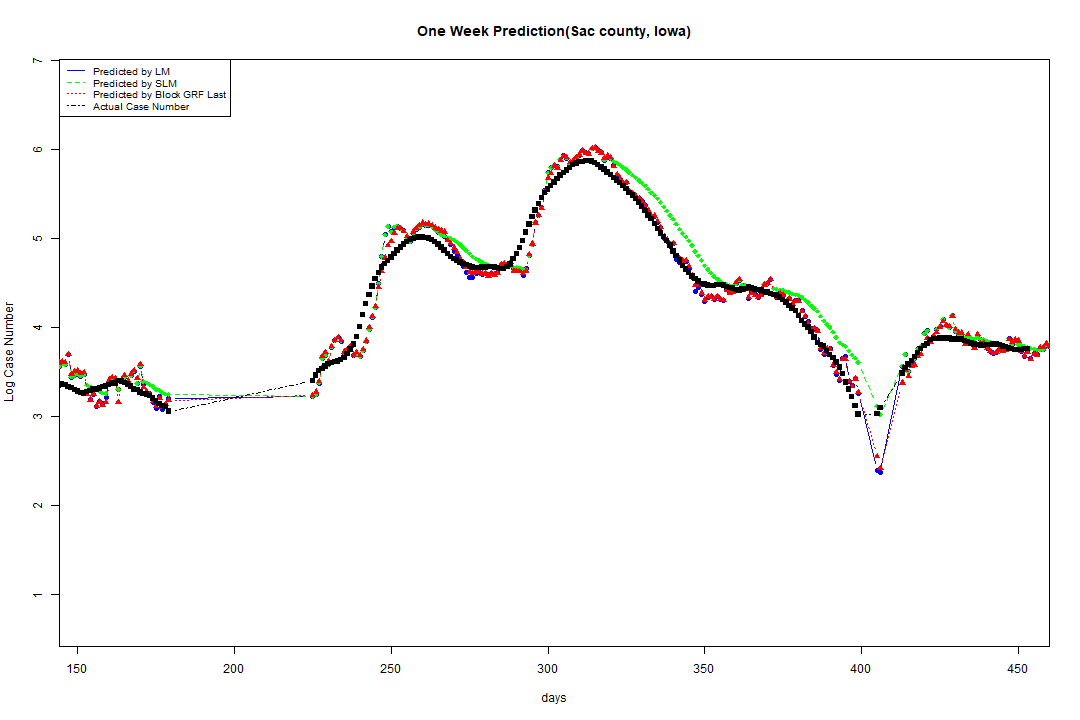 One Week Prediction(Sac county, Iowa)
Predicted by LM
Predicted by SLM
Predicted by Block GRF Last
Actual Case Number
Log Case Number
7
6
5
4
3
2
1
150 200 250 300 350 400 450
days